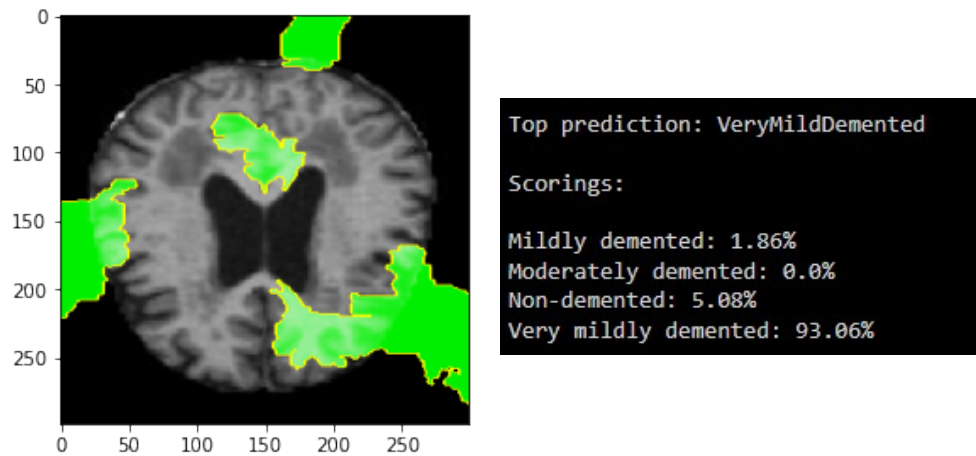 0
50
100
150
200
250
0 50 100 150 200 250
Top prediction: VeryMildDemented
Scorings:
Mildly demented: 1.86%
Moderately demented: 0.0%
Non-demented: 5.08%
Very mildly demented: 93.06%